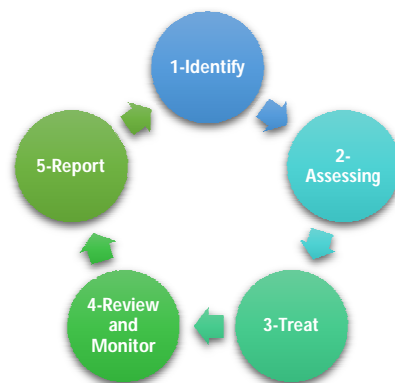 1-Identify
2-
Assessing
3-Treat
4-Review
and
Monitor
5-Report